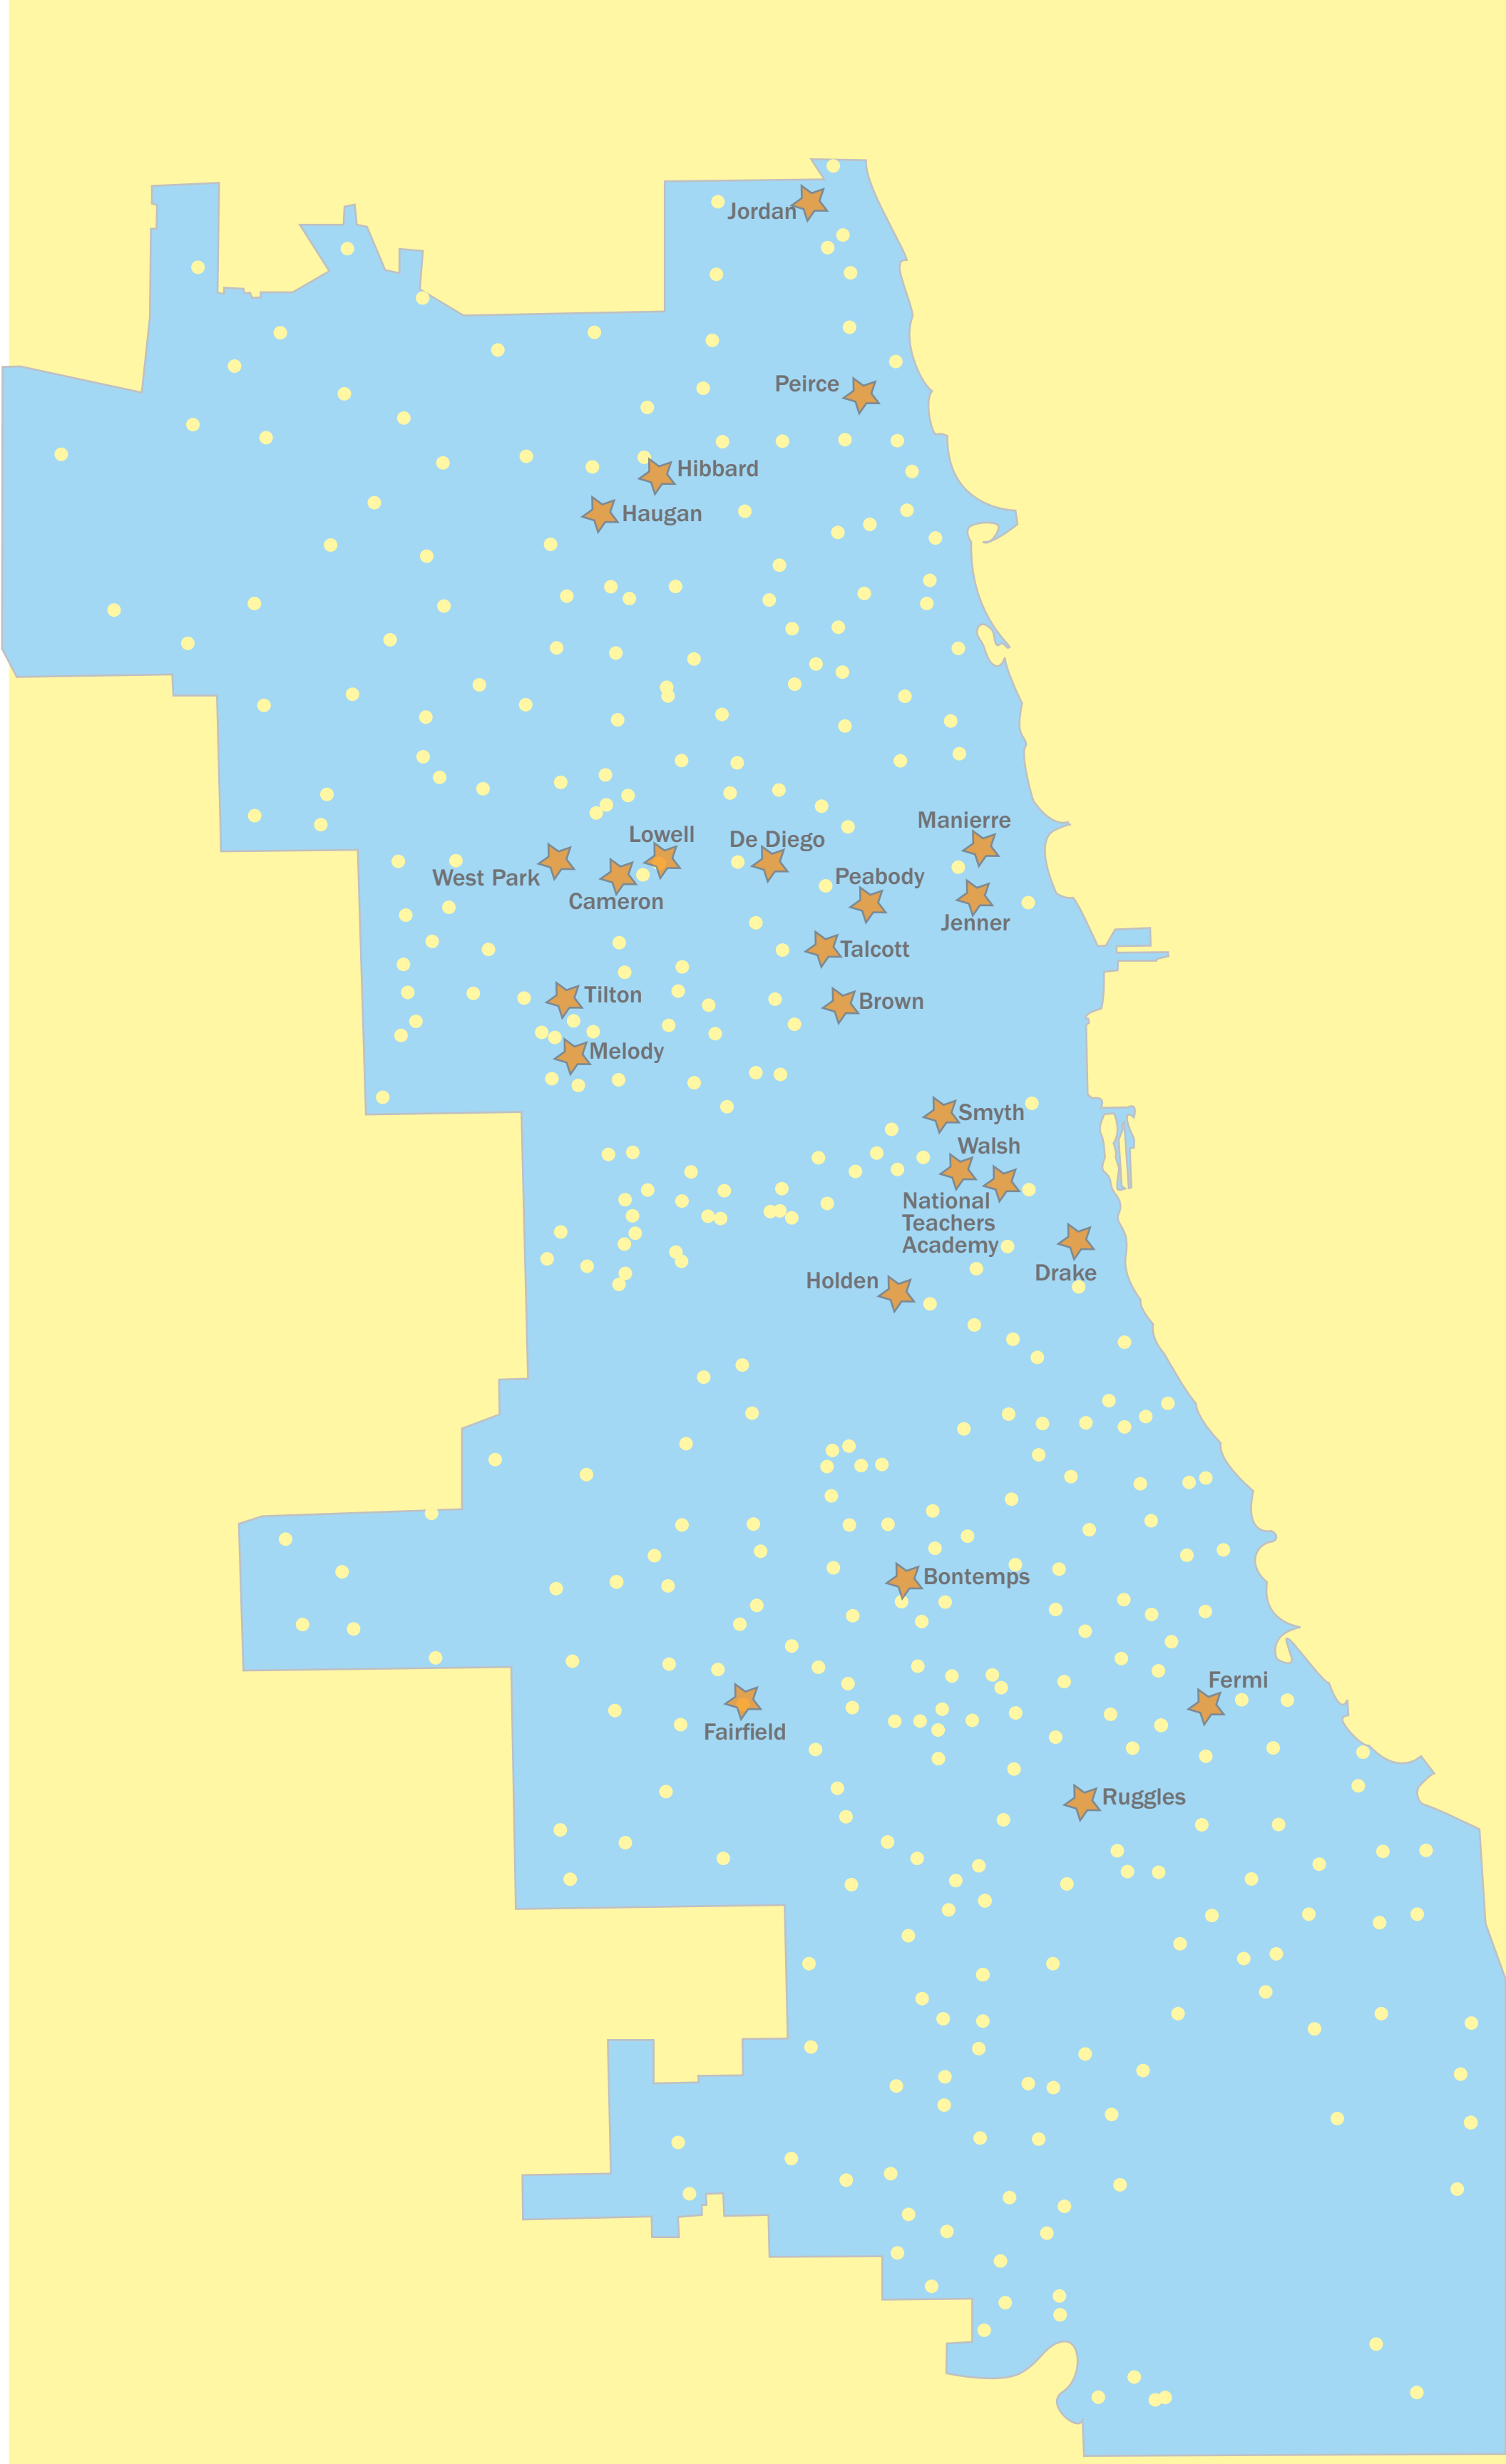 Jordan
Peirce
Hibbard
Haugan
Manierre
Lowell
De Diego
West Park
Peabody
Cameron
Jenner
Talcott
Tilton
Brown
Melody
Smyth
Walsh
National
Teachers
Academy
Drake
Holden
Bontemps
Fermi
Fairfield
Ruggles